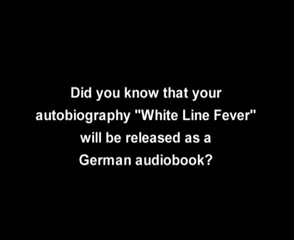 Did you know that your
autobiography "White Line Fever"
will be released as a
German audiobook?